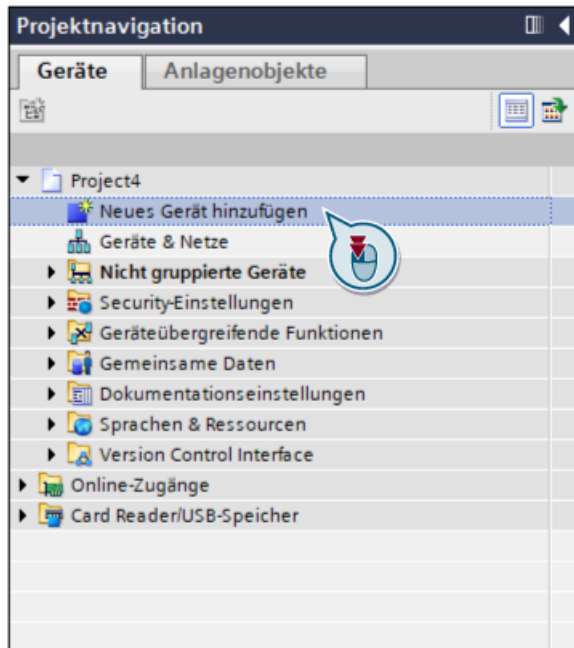 Projektnavigation
Geräte
Anlagenobjekte
Project4
Neues Gerät hinzufügen
Geräte & Netze
Nicht gruppierte Geräte
Security-Einstellungen
Geräteübergreifende Funktionen
Gemeinsame Daten
Dokumentationseinstellungen
Sprachen & Ressourcen
Version Control Interface
Online-Zugänge
Card Reader/USB-Speicher